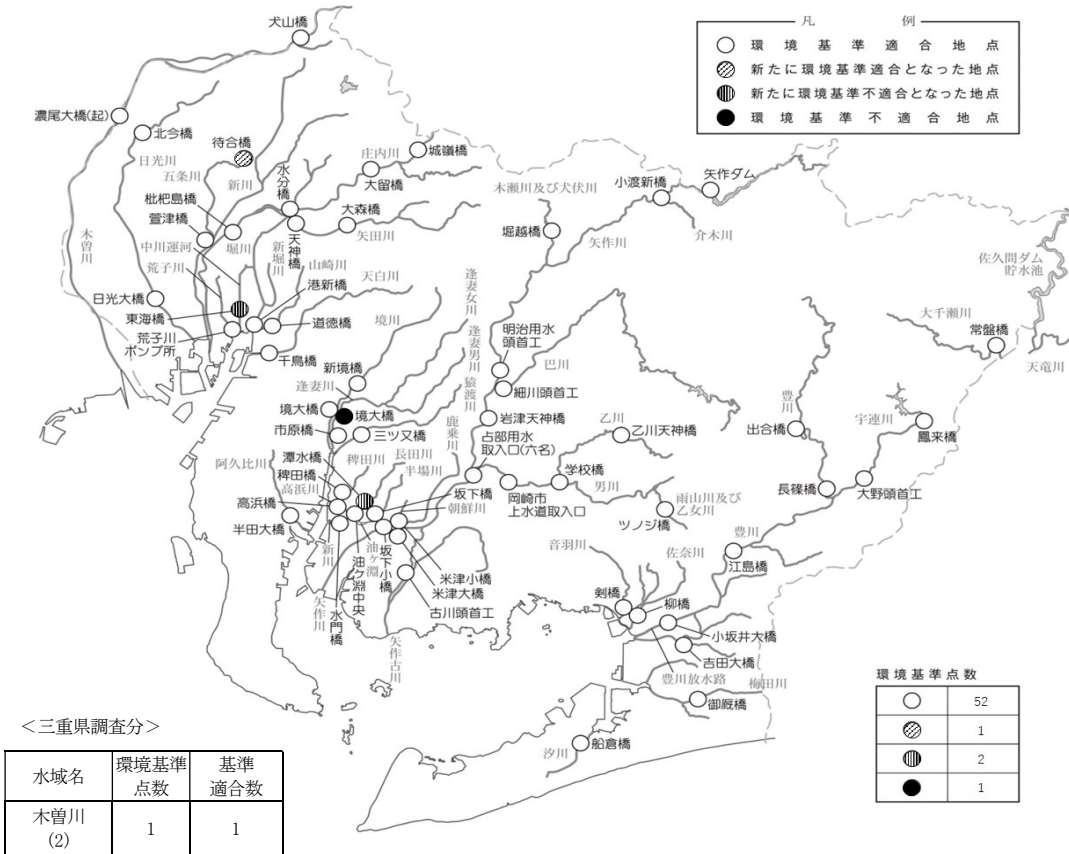 凡例
環境基準適合地点
新たに環境基準適合となった地点
新たに環境基準不適合となった地点
環境基準不適合地点
犬山橋
濃尾大橋(起)
北今橋
日光川
五条川
待合橋
新川
水分橋
庄内川
城嶺橋
大留橋
枇杷島橋
萱津橋
中川運河
荒子川
堀川
新堀川
天神橋
大森橋
矢田川
山崎川
天白川
木曽川
日光大橋
東海橋
荒子川
ポンプ所
港新橋
道徳橋
千鳥橋
木瀬川及び犬伏川
堀越橋
小渡新橋
矢作ダム
矢作川
介木川
佐久間ダム
貯水池
大千瀬川
常盤橋
天竜川
逢妻女川
逢妻男川
猿渡川
境川
新境橋
逢妻川
境大橋
境大橋
市原橋
三ツ又橋
明治用水
頭首工
巴川
細川頭首工
岩津天神橋
占部用水
取入口(六名)
鹿乗川
乙川
乙川天神橋
学校橋
男川
岡崎市
上水道取入口
雨山川及び
乙女川
ツノジ橋
豊川
出合橋
宇連川
鳳来橋
長篠橋
大野頭首工
豊川
江島橋
潭水橋
稗田川
長田川
半場川
稗田橋
高浜川
高浜橋
阿久比川
半田大橋
坂下橋
朝鮮川
新川
油ヶ淵
油ヶ淵中央
坂下小橋
米津小橋
米津大橋
古川頭首工
水門橋
矢作川
矢作古川
音羽川
佐奈川
剣橋
柳橋
小坂井大橋
吉田大橋
豊川放水路
梅田川
御厩橋
船倉橋
汐川
環境基準点数
52
1
2
1
<三重県調査分>
水域名 環境基準点数 基準適合数
木曽川(2) 1 1